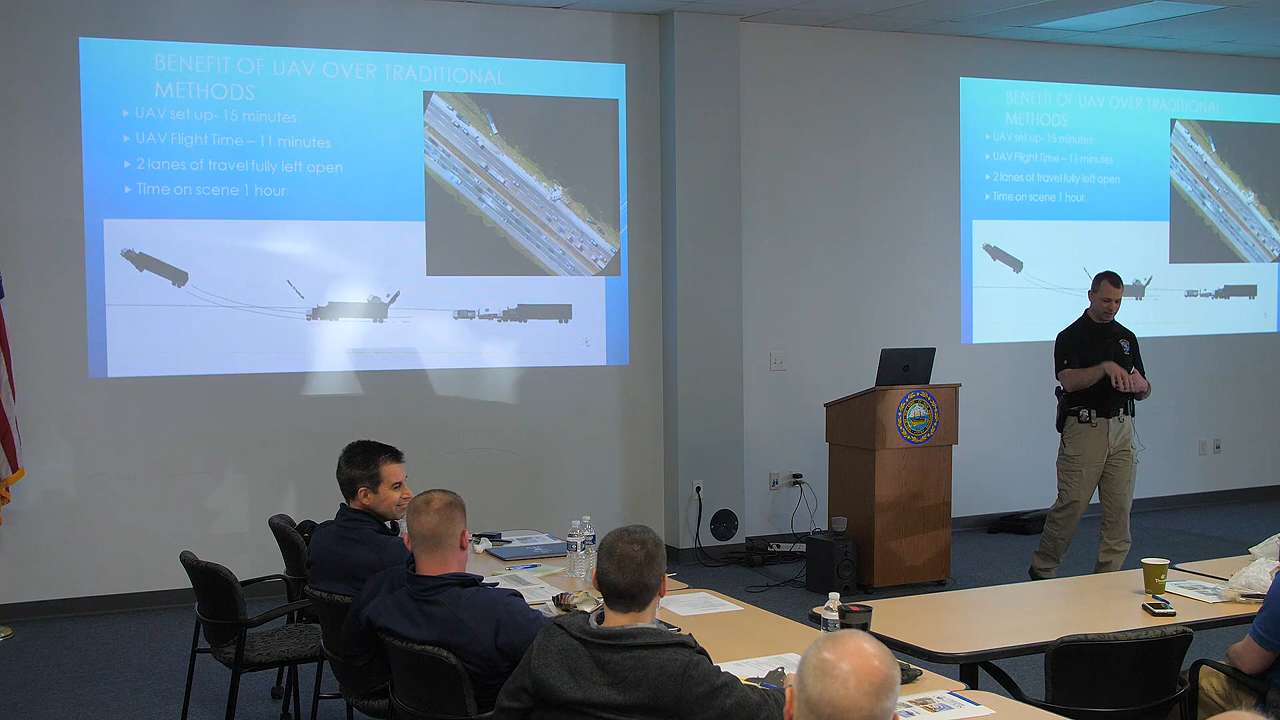 BENEFIT OF UAV OVER TRADITIONAL
METHODS
UAV set up- 15 minutes
UAV Flight Time – 11 minutes
2 lanes of travel fully left open
Time on scene 1 hour
BENEFIT OF UAV OVER TRADITIONAL
METHODS
UAV set up- 15 minutes
UAV Flight Time – 11 minutes
2 lanes of travel fully left open
Time on scene 1 hour